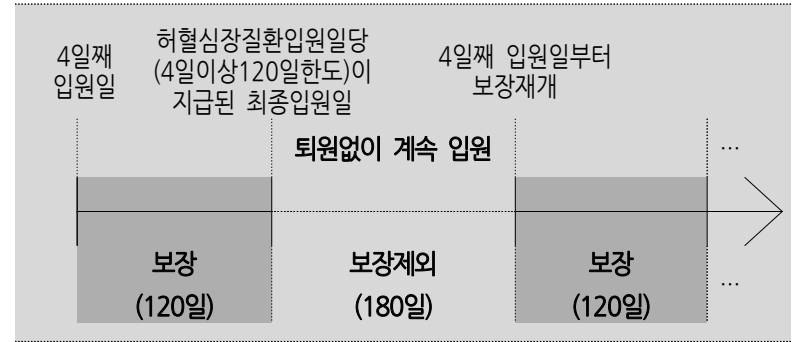 4일째
입원일
허혈심장질환입원일당
(4일이상120일한도)이
지급된 최종입원일
4일째 입원일부터
보장재개
퇴원없이 계속 입원
…
보장
(120일)
보장제외
(180일)
보장
(120일)
…